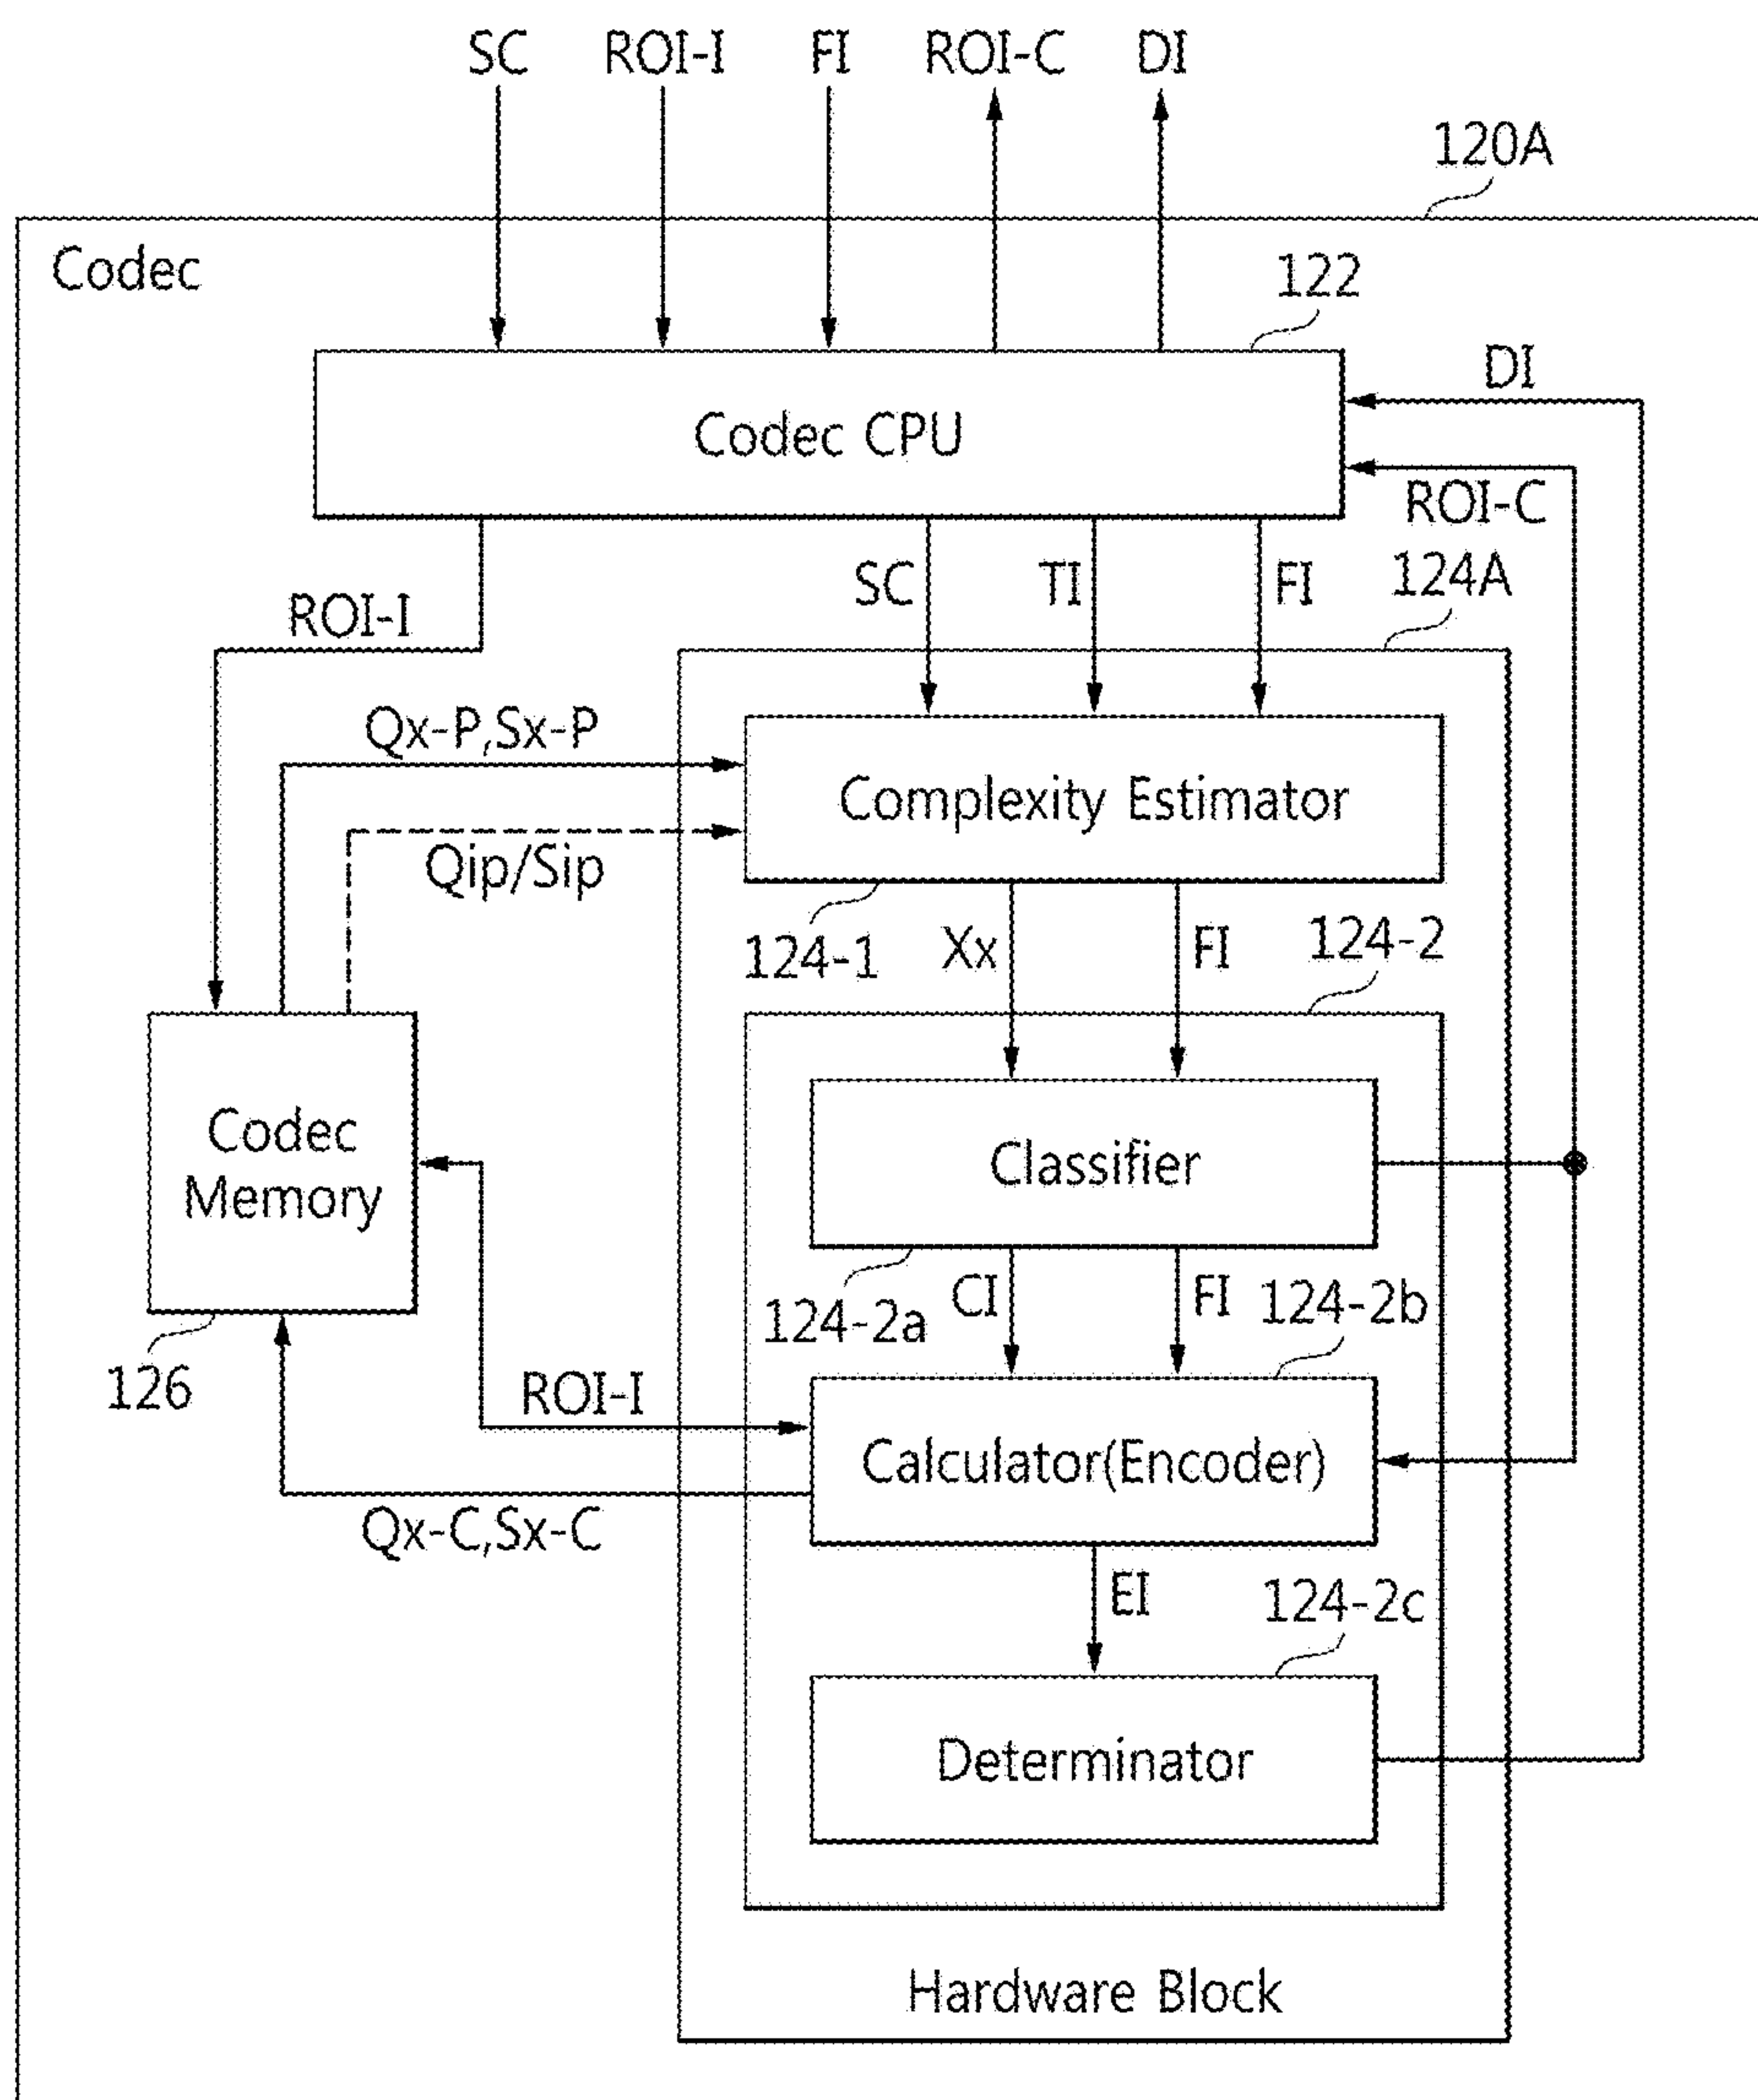 SC ROI-I FI ROI-C DI
120A
Codec
122
DI
Codec CPU
ROI-C
SC TI FI 124A
ROI-I
Qx-P,Sx-P
Complexity Estimator
Qip/Sip
124-1 Xx FI 124-2
Codec
Memory
Classifier
124-2a CI FI 124-2b
126
ROI-I
Calculator(Encoder)
Qx-C,Sx-C
EI 124-2c
Determinator
Hardware Block